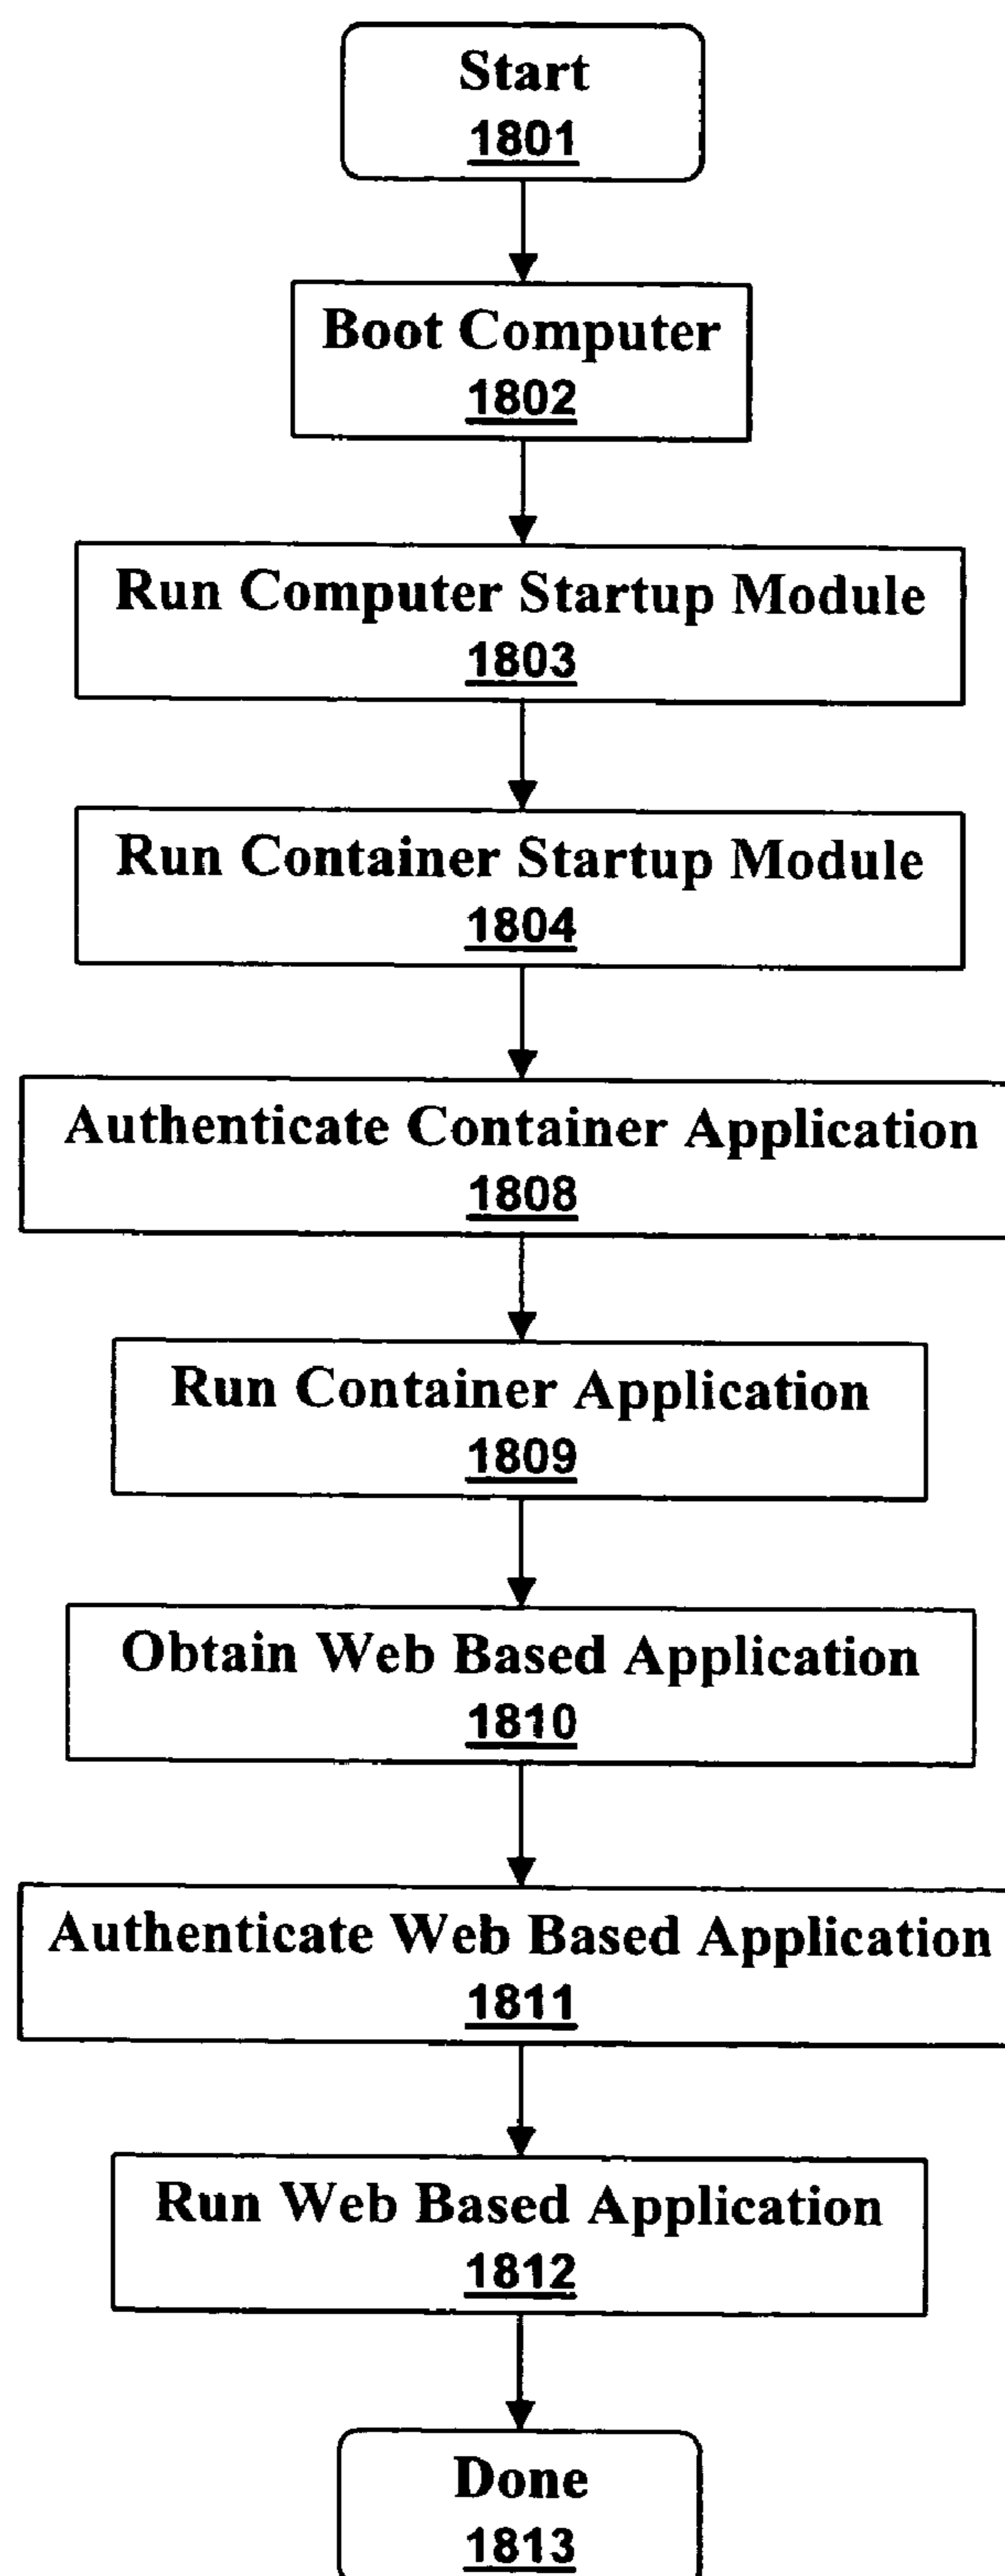 Start
1801
Boot Computer
1802
Run Computer Startup Module
1803
Run Container Startup Module
1804
Authenticate Container Application
1808
Run Container Application
1809
Obtain Web Based Application
1810
Authenticate Web Based Application
1811
Run Web Based Application
1812
Done
1813